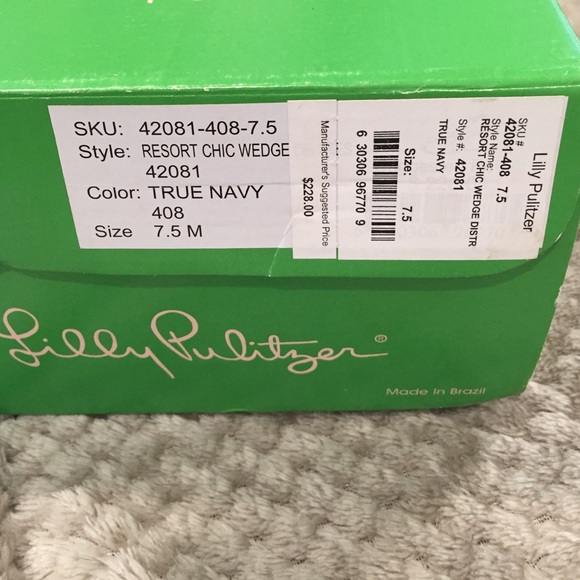 SKU: 42081-408-7.5
Style: RESORT CHIC WEDGE
42081
Color: TRUE NAVY
408
Size 7.5 M
Manufacturer's Suggested Price
$228.00
6 30306 96770 9
Size: 7.5
Lilly Pulitzer
SKU #
42081-408 7.5
Style Name:
RESORT CHIC WEDGE DISTR
Style #: 42081
TRUE NAVY
Lilly Pulitzer®
Made in Brazil